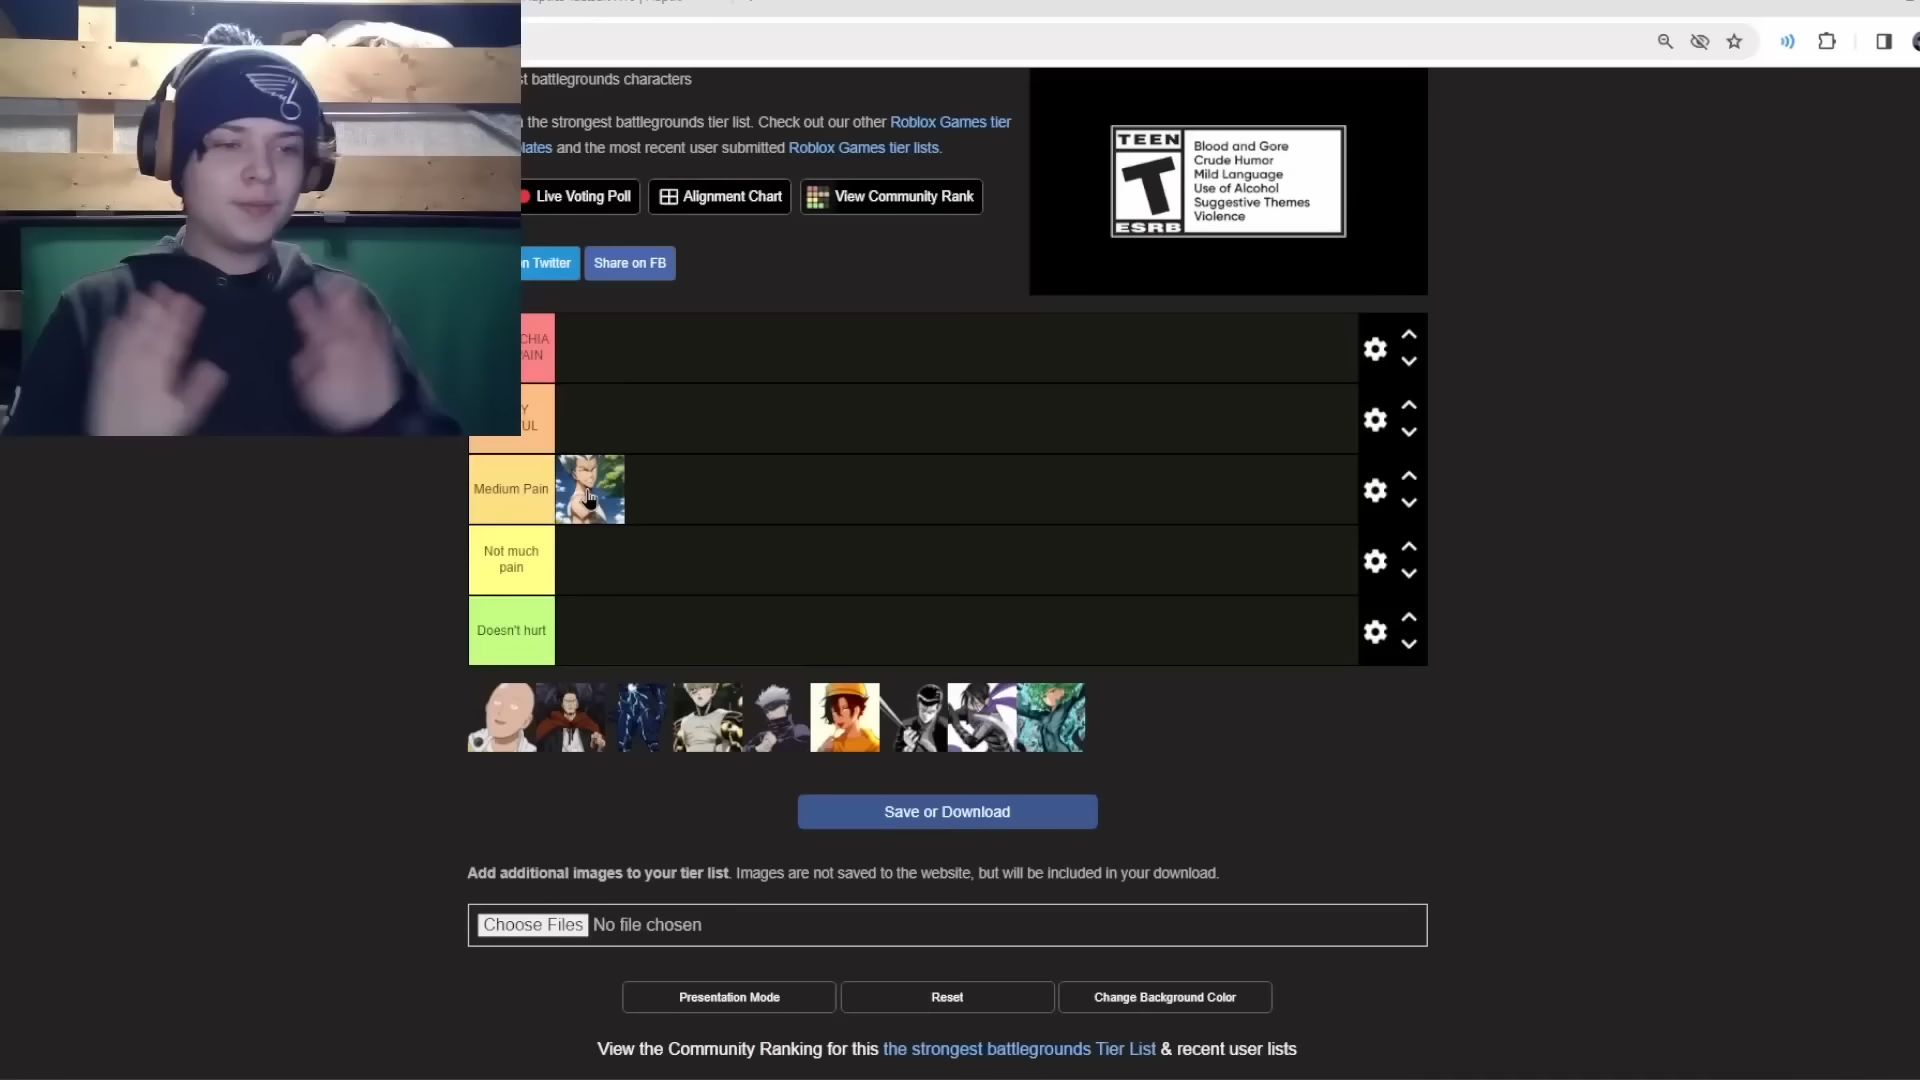 st battlegrounds characters
the strongest battlegrounds tier list. Check out our other Roblox Games tier
lates and the most recent user submitted Roblox Games tier lists.
Live Voting Poll
Alignment Chart
View Community Rank
n Twitter
Share on FB
TEEN
T
ESRB
Blood and Gore
Crude Humor
Mild Language
Use of Alcohol
Suggestive Themes
Violence
CHIA
AIN
Y
UL
Medium Pain
Not much
pain
Doesn't hurt
Save or Download
Add additional images to your tier list. Images are not saved to the website, but will be included in your download.
Choose Files No file chosen
Presentation Mode
Reset
Change Background Color
View the Community Ranking for this the strongest battlegrounds Tier List & recent user lists